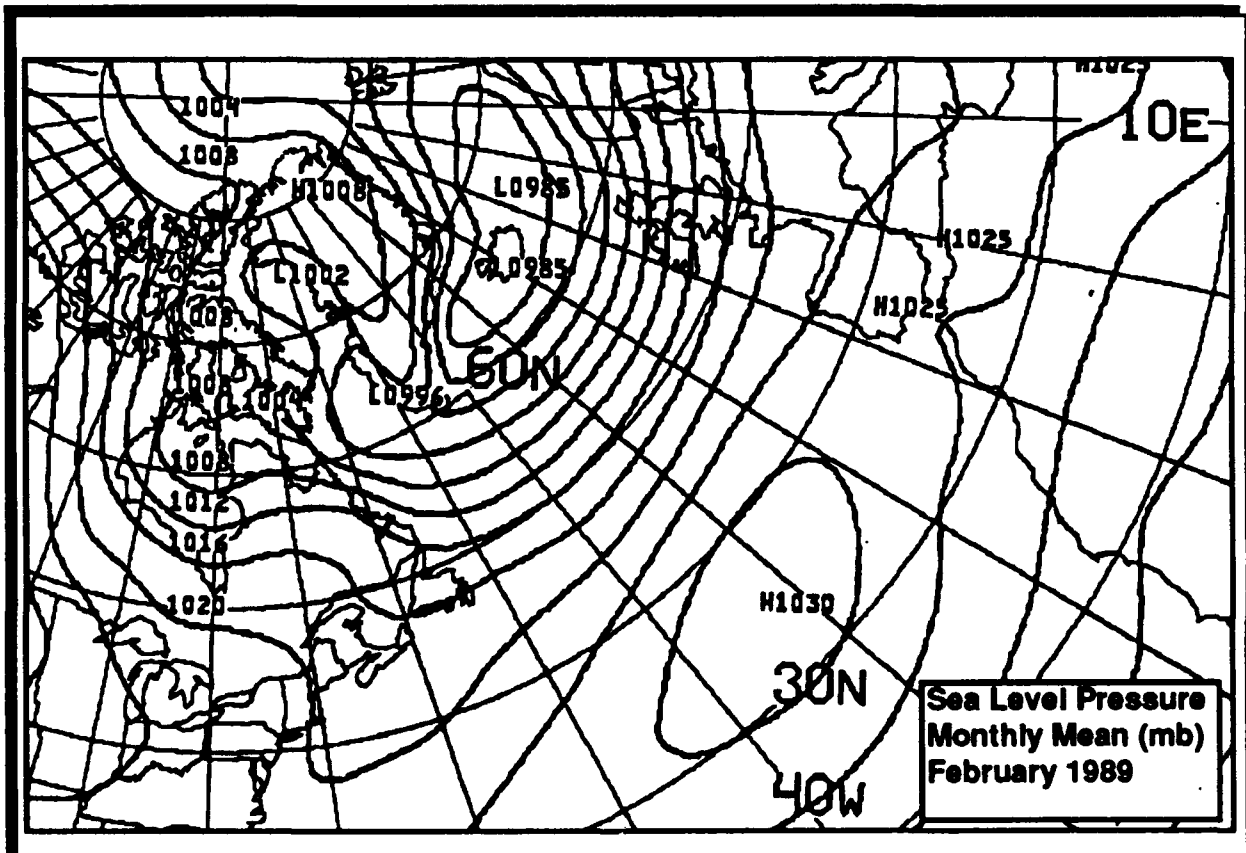 H1025
1004
10E
1008
H1008
L0985
H1025
L0985
L1002
H1025
1008
60N
1008
L0996
L1004
1008
1012
1016
1020
H1030
30N
Sea Level Pressure
Monthly Mean (mb)
February 1989
40W